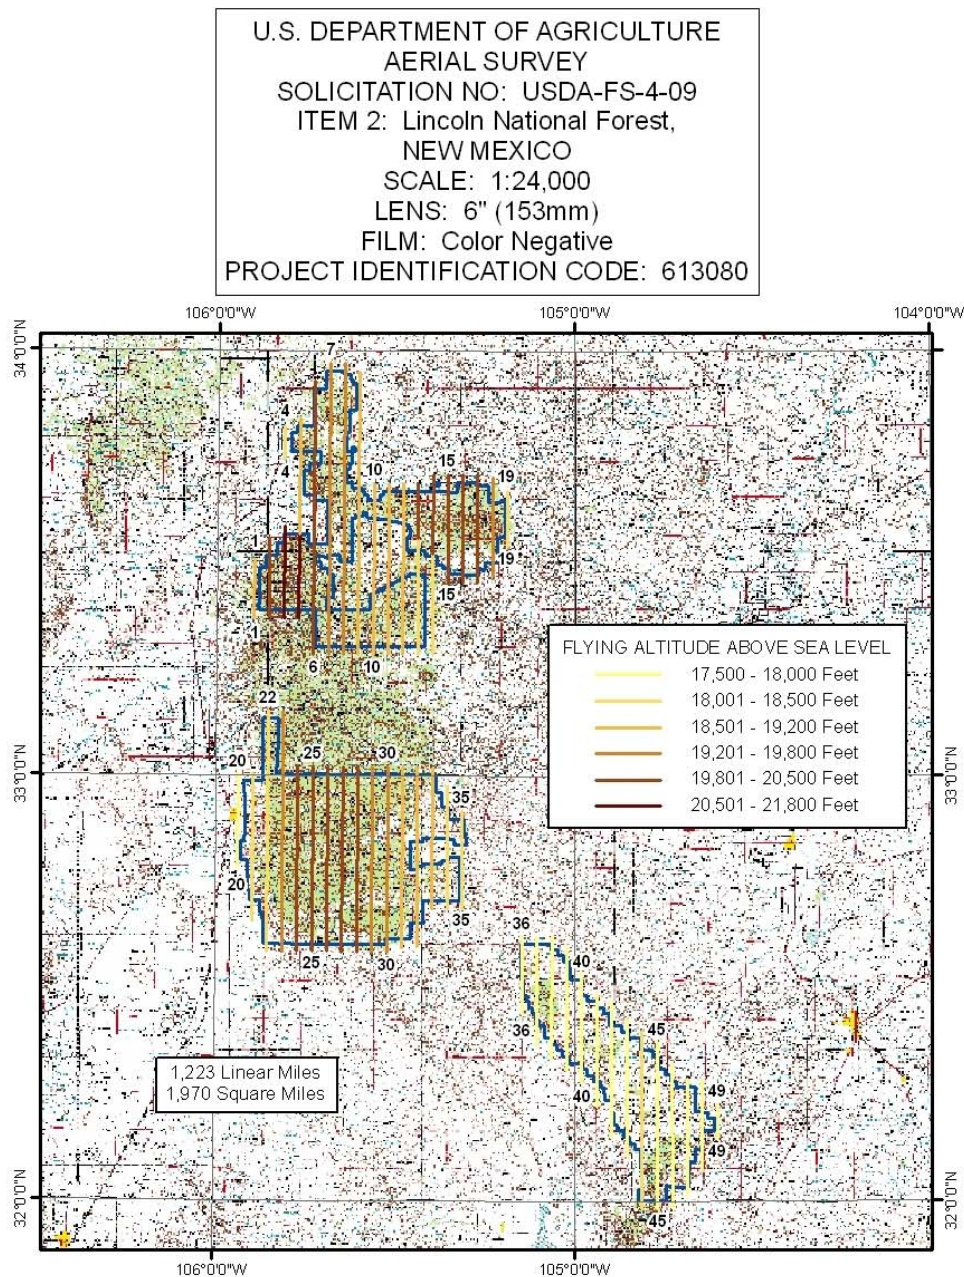 U.S. DEPARTMENT OF AGRICULTURE
AERIAL SURVEY
SOLICITATION NO: USDA-FS-4-09
ITEM 2: Lincoln National Forest,
NEW MEXICO
SCALE: 1:24,000
LENS: 6" (153mm)
FILM: Color Negative
PROJECT IDENTIFICATION CODE: 613080
106°0'0"W
105°0'0"W
104°0'0"W
34°0'0"N
7
4
4
10
15
19
1
19
15
1
6
10
FLYING ALTITUDE ABOVE SEA LEVEL
17,500 - 18,000 Feet
18,001 - 18,500 Feet
18,501 - 19,200 Feet
19,201 - 19,800 Feet
19,801 - 20,500 Feet
20,501 - 21,800 Feet
22
20
25
30
33°0'0"N
33°0'0"N
35
20
35
25
30
36
40
36
45
1,223 Linear Miles
1,970 Square Miles
40
49
49
45
32°0'0"N
32°0'0"N
106°0'0"W
105°0'0"W